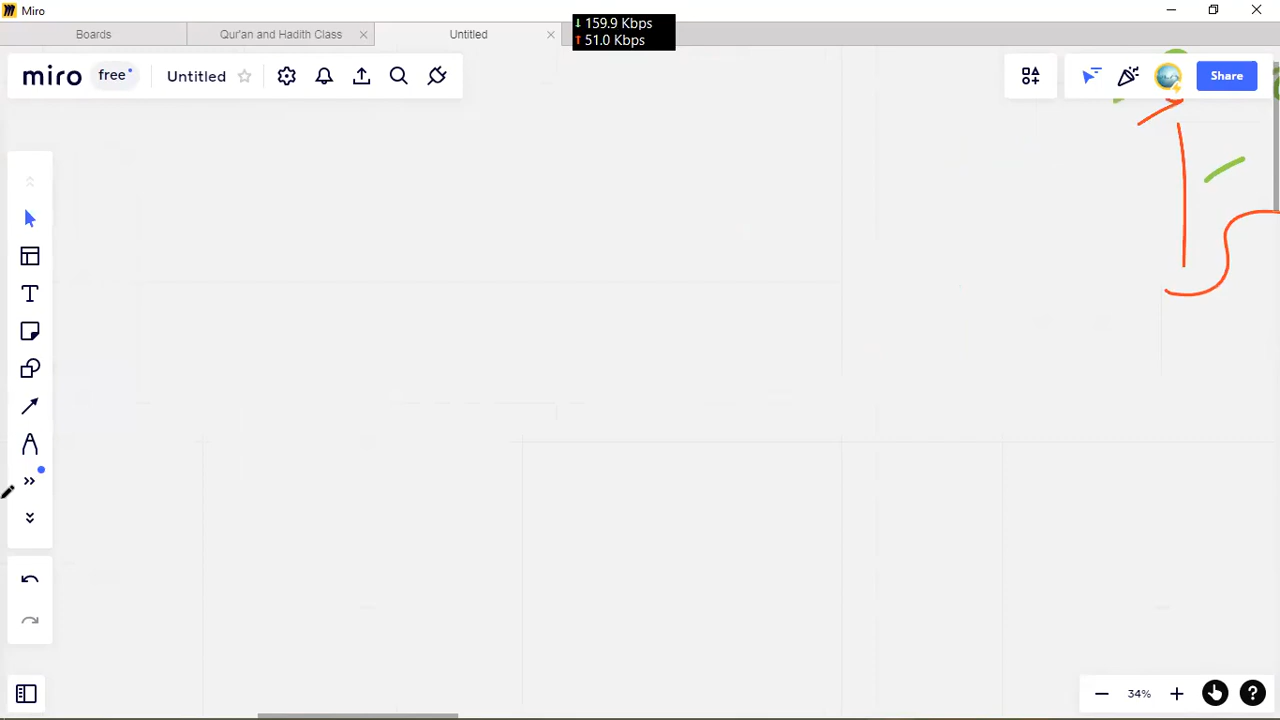 Miro
Boards
Qur'an and Hadith Class
Untitled
159.9 Kbps
51.0 Kbps
miro
free
Untitled
Share
34%